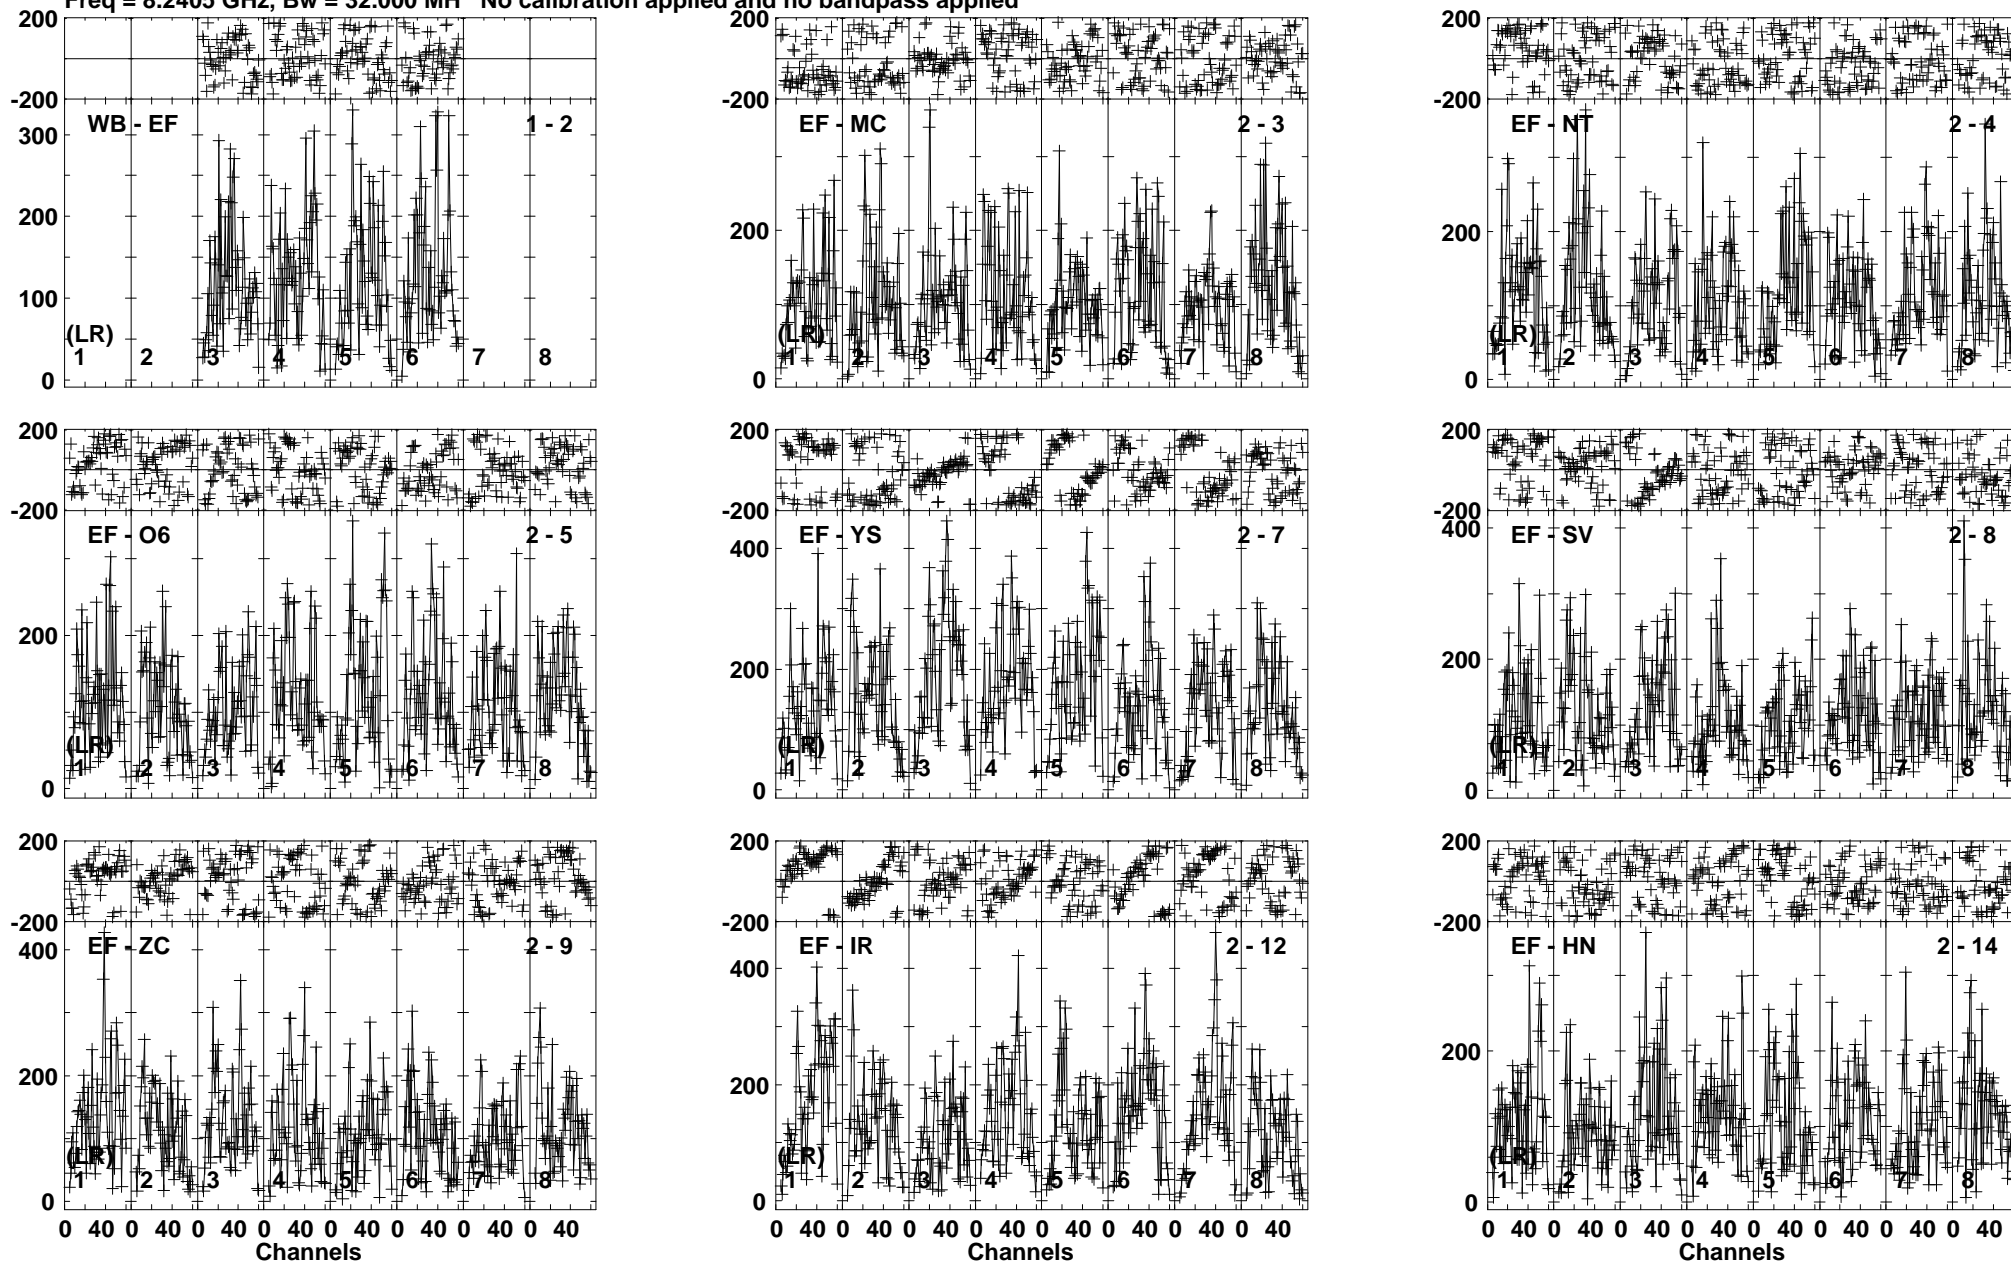 Freq = 8.2405 GHz, Bw = 32.000 MH No calibration applied and no bandpass applied
200 200 200
-200 -200 -200
WB - EF 1 - 2 EF - MC 2 - 3 EF - NT 2 - 4
300
200 200 200
100
(LR) (LR) (LR)
1 2 3 4 5 6 7 8 1 2 3 4 5 6 7 8 1 2 3 4 5 6 7 8
0 0 0
200 200 200
-200 -200 -200
EF - O6 2 - 5 EF - YS 2 - 7 EF - SV 2 - 8
400 400
200 200 200
(LR) (LR) (LR)
1 2 3 4 5 6 7 8 1 2 3 4 5 6 7 8 1 2 3 4 5 6 7 8
0 0 0
200 200 200
-200 -200 -200
EF - ZC 2 - 9 EF - IR 2 - 12 EF - HN 2 - 14
400 400
200 200 200
(LR) (LR) (LR)
1 2 3 4 5 6 7 8 1 2 3 4 5 6 7 8 1 2 3 4 5 6 7 8
0 0 0
0 40 0 40 0 40 0 40 0 40 0 40 0 40 0 40 0 40 0 40 0 40 0 40 0 40 0 40 0 40 0 40 0 40 0 40 0 40 0 40 0 40 0 40 0 40 0 40
Channels Channels Channels